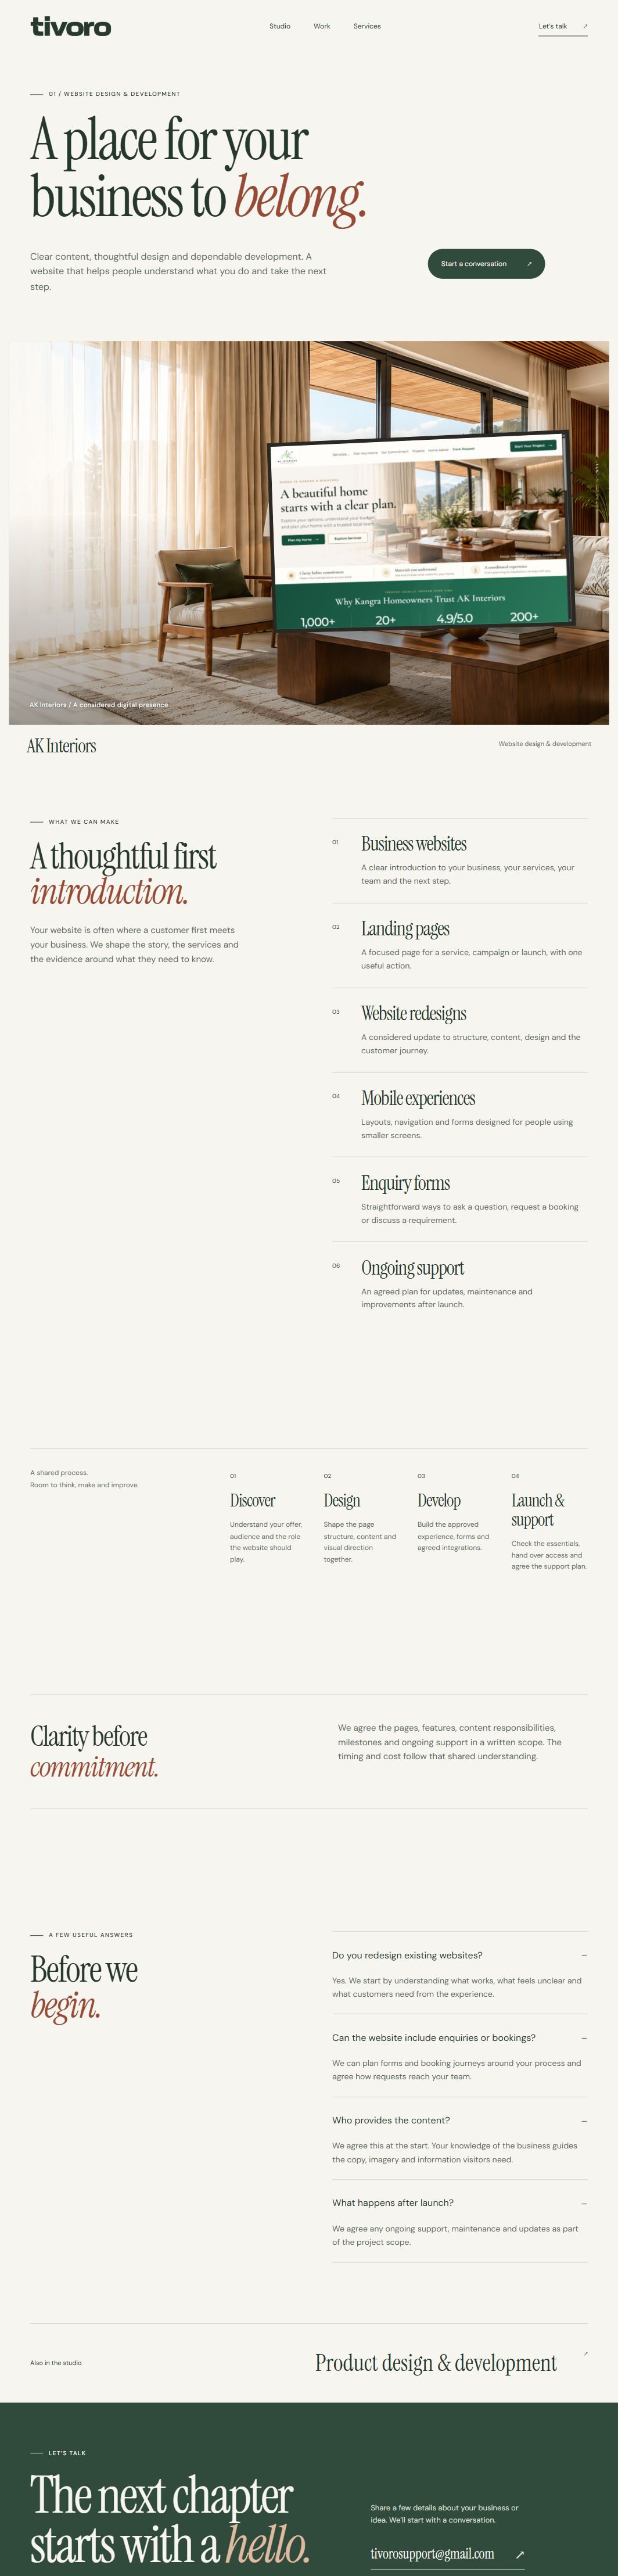 tivoro
Studio
Work
Services
Let's talk ↗
01 / WEBSITE DESIGN & DEVELOPMENT
A place for your
business to belong.
Clear content, thoughtful design and dependable development. A
website that helps people understand what you do and take the next
step.
Start a conversation ↗
A beautiful home
starts with a clear plan.
Explore Services
Why Kangra Homeowners Trust AK Interiors
1,000+
20+
4.9/5.0
200+
AK Interiors / A considered digital presence
AK Interiors
Website design & development
WHAT WE CAN MAKE
A thoughtful first
introduction.
Your website is often where a customer first meets
your business. We shape the story, the services and
the evidence around what they need to know.
01
Business websites
A clear introduction to your business, your services, your
team and the next step.
02
Landing pages
A focused page for a service, campaign or launch, with one
useful action.
03
Website redesigns
A considered update to structure, content, design and the
customer journey.
04
Mobile experiences
Layouts, navigation and forms designed for people using
smaller screens.
05
Enquiry forms
Straightforward ways to ask a question, request a booking
or discuss a requirement.
06
Ongoing support
An agreed plan for updates, maintenance and
improvements after launch.
A shared process.
Room to think, make and improve.
01
Discover
Understand your offer,
audience and the role
the website should
play.
02
Design
Shape the page
structure, content and
visual direction
together.
03
Develop
Build the approved
experience, forms and
agreed integrations.
04
Launch &
support
Check the essentials,
hand over access and
agree the support plan.
Clarity before
commitment.
We agree the pages, features, content responsibilities,
milestones and ongoing support in a written scope. The
timing and cost follow that shared understanding.
A FEW USEFUL ANSWERS
Before we
begin.
Do you redesign existing websites? –
Yes. We start by understanding what works, what feels unclear and
what customers need from the experience.
Can the website include enquiries or bookings? –
We can plan forms and booking journeys around your process and
agree how requests reach your team.
Who provides the content? –
We agree this at the start. Your knowledge of the business guides
the copy, imagery and information visitors need.
What happens after launch? –
We agree any ongoing support, maintenance and updates as part
of the project scope.
Also in the studio
Product design & development ↗
LET'S TALK
The next chapter
starts with a hello.
Share a few details about your business or
idea. We'll start with a conversation.
tivorosupport@gmail.com ↗